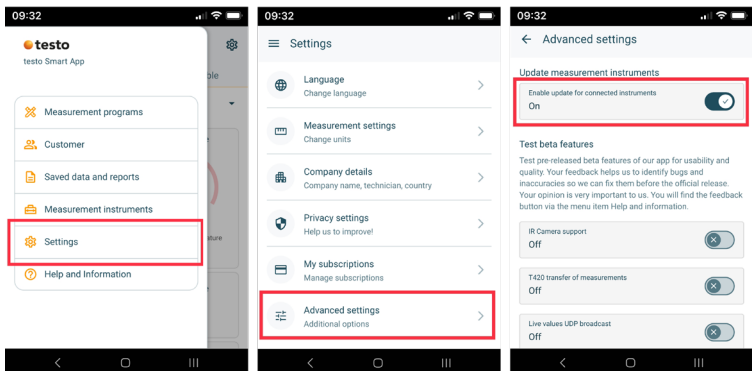 09:32
testo
testo Smart App
ble
Measurement programs
Customer
Saved data and reports
Measurement instruments
Settings
ature
Help and Information
09:32
Settings
Language
Change language
Measurement settings
Change units
Company details
Company name, technician, country
Privacy settings
Help us to improve!
My subscriptions
Manage subscriptions
Advanced settings
Additional options
09:32
Advanced settings
Update measurement instruments
Enable update for connected instruments
On
Test beta features
Test pre-released beta features of our app for usability and
quality. Your feedback helps us to identify bugs and
inaccuracies so we can fix them before the official release.
Your opinion is very important to us. You will find the feedback
button via the menu item Help and information.
IR Camera support
Off
T420 transfer of measurements
Off
Live values UDP broadcast
Off